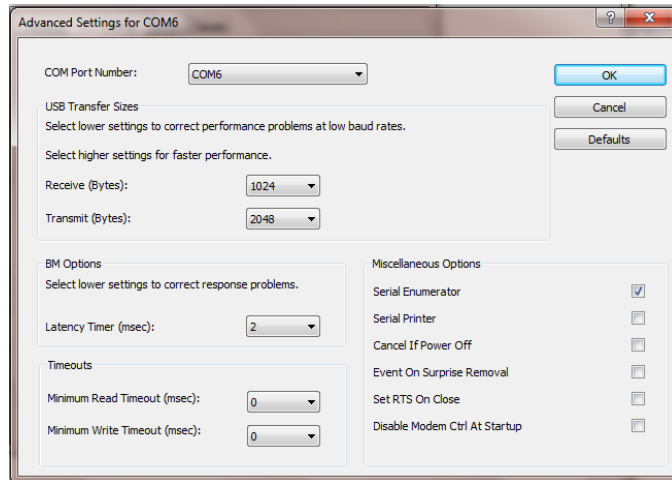 Advanced Settings for COM6
COM Port Number:
COM6
OK
Cancel
Defaults
USB Transfer Sizes
Select lower settings to correct performance problems at low baud rates.
Select higher settings for faster performance.
Receive (Bytes):
1024
Transmit (Bytes):
2048
BM Options
Select lower settings to correct response problems.
Latency Timer (msec):
2
Timeouts
Minimum Read Timeout (msec):
0
Minimum Write Timeout (msec):
0
Miscellaneous Options
Serial Enumerator
Serial Printer
Cancel If Power Off
Event On Surprise Removal
Set RTS On Close
Disable Modem Ctrl At Startup